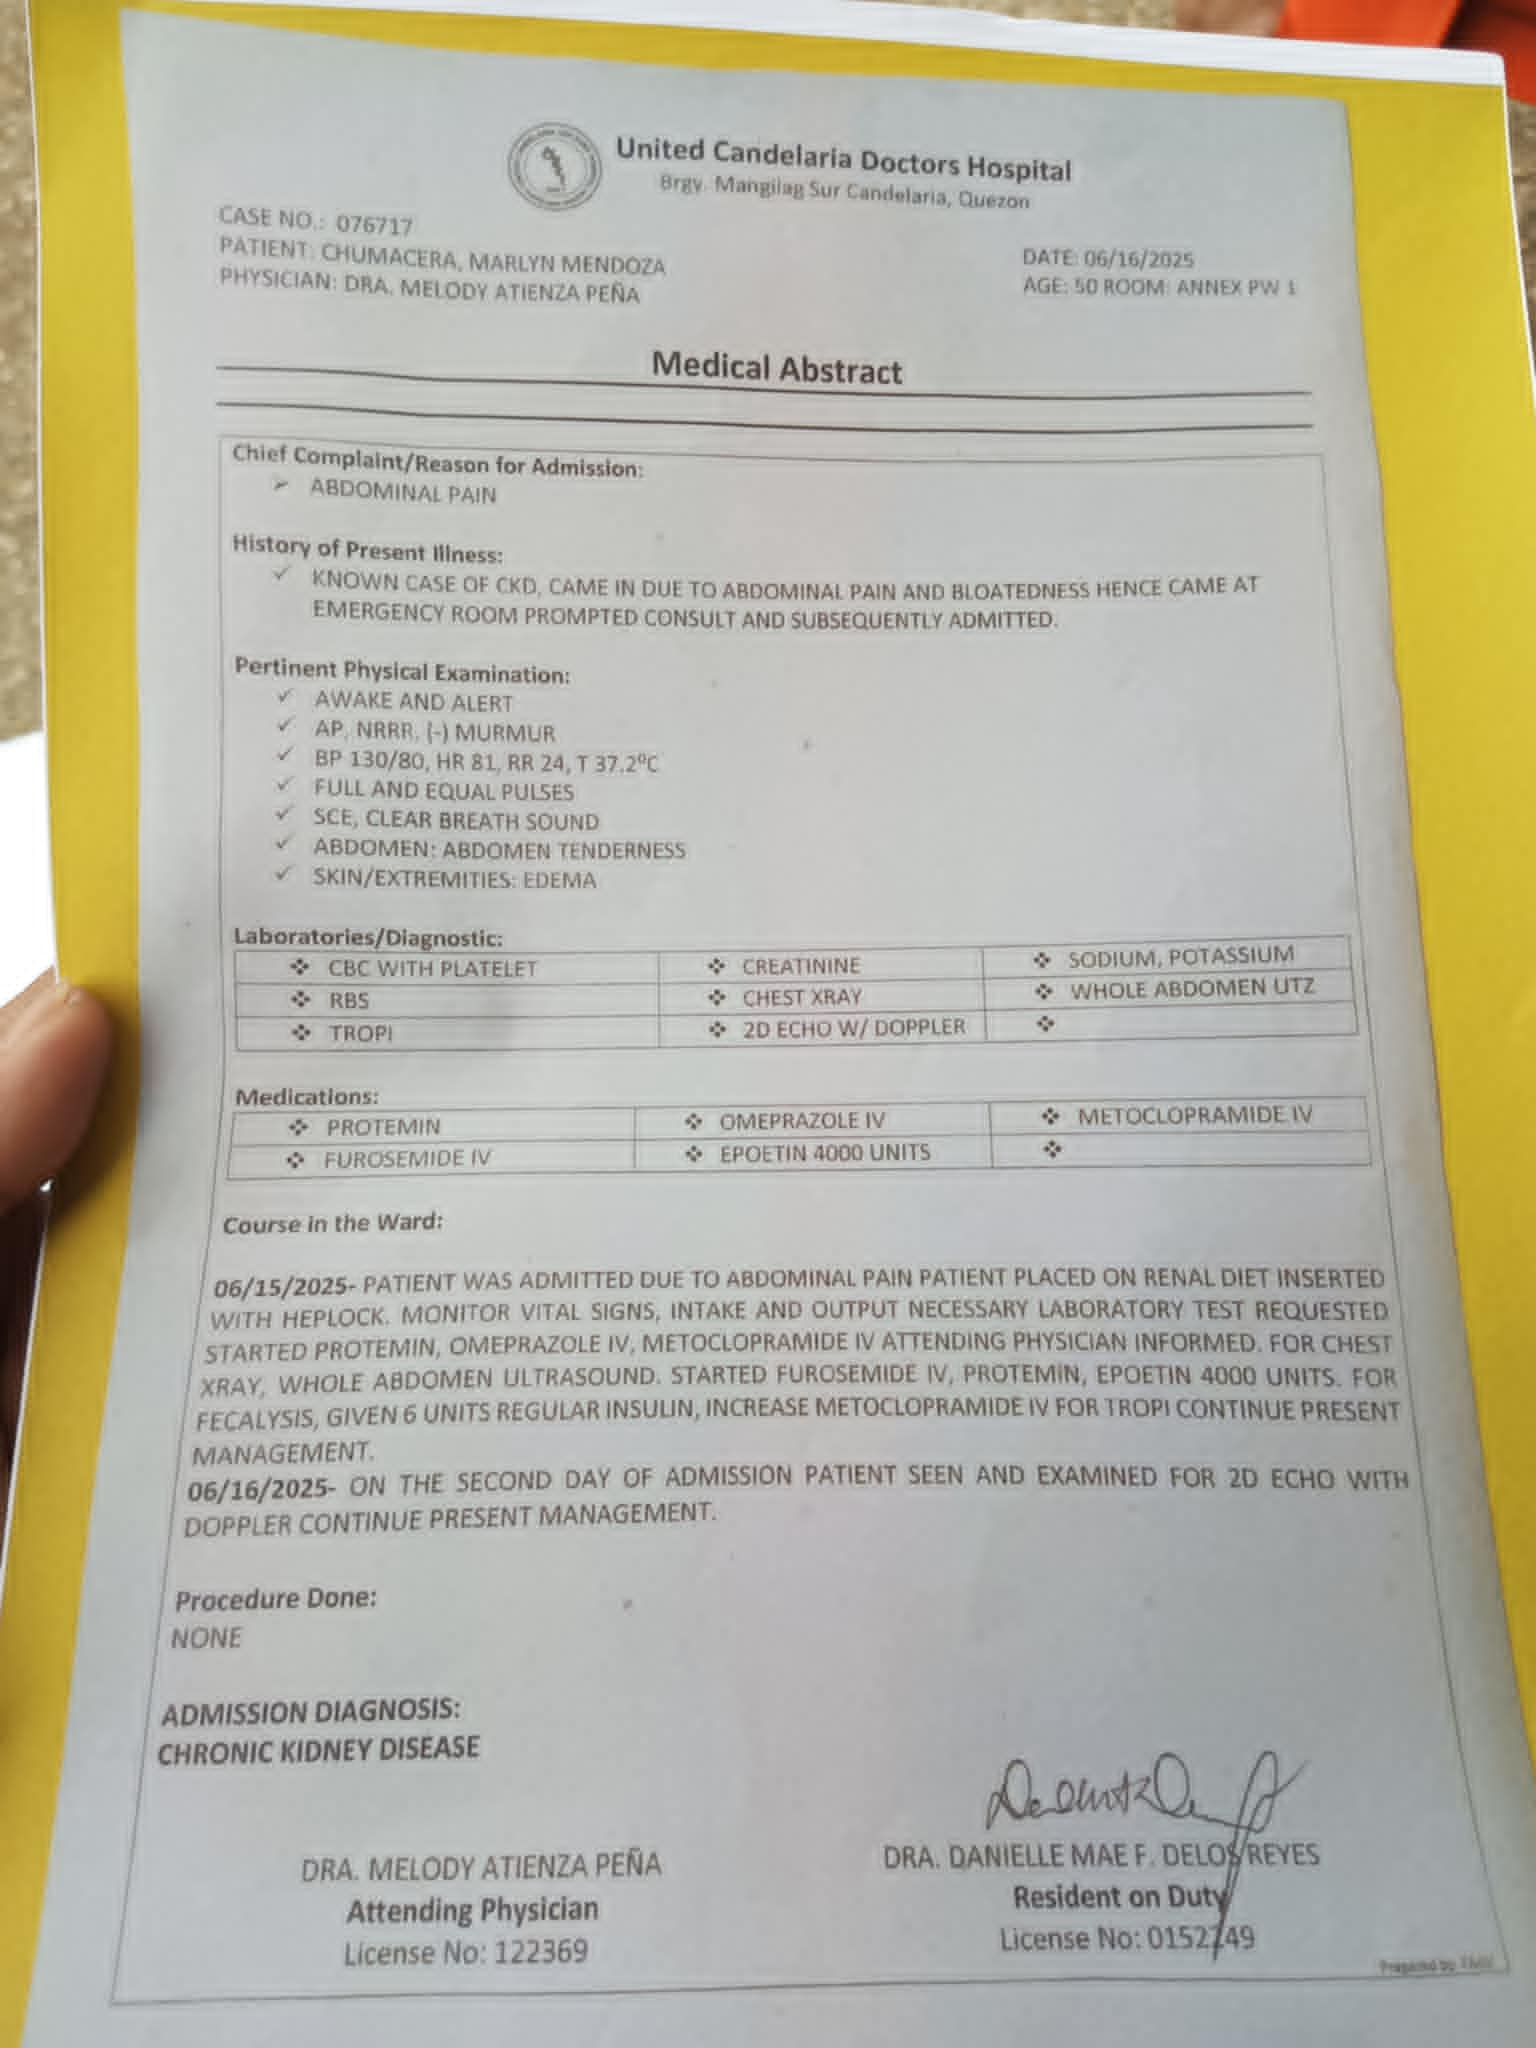 United Candelaria Doctors Hospital
Brgy. Mangilag Sur Candelaria, Quezon
CASE NO.: 076717
PATIENT: CHUMACERA, MARLYN MENDOZA
PHYSICIAN: DRA. MELODY ATIENZA PEÑA
DATE: 06/16/2025
AGE: 50 ROOM: ANNEX PW 1
Medical Abstract
Chief Complaint/Reason for Admission:
➢ ABDOMINAL PAIN
History of Present Illness:
✓ KNOWN CASE OF CKD, CAME IN DUE TO ABDOMINAL PAIN AND BLOATEDNESS HENCE CAME AT
EMERGENCY ROOM PROMPTED CONSULT AND SUBSEQUENTLY ADMITTED.
Pertinent Physical Examination:
✓ AWAKE AND ALERT
✓ AP, NRRR, (-) MURMUR
✓ BP 130/80, HR 81, RR 24, T 37.2⁰C
✓ FULL AND EQUAL PULSES
✓ SCE, CLEAR BREATH SOUND
✓ ABDOMEN: ABDOMEN TENDERNESS
✓ SKIN/EXTREMITIES: EDEMA
Laboratories/Diagnostic:
❖ CBC WITH PLATELET ❖ CREATININE ❖ SODIUM, POTASSIUM
❖ RBS ❖ CHEST XRAY ❖ WHOLE ABDOMEN UTZ
❖ TROPI ❖ 2D ECHO W/ DOPPLER ❖
Medications:
❖ PROTEMIN ❖ OMEPRAZOLE IV ❖ METOCLOPRAMIDE IV
❖ FUROSEMIDE IV ❖ EPOETIN 4000 UNITS ❖
Course in the Ward:
06/15/2025- PATIENT WAS ADMITTED DUE TO ABDOMINAL PAIN PATIENT PLACED ON RENAL DIET INSERTED
WITH HEPLOCK. MONITOR VITAL SIGNS, INTAKE AND OUTPUT NECESSARY LABORATORY TEST REQUESTED
STARTED PROTEMIN, OMEPRAZOLE IV, METOCLOPRAMIDE IV ATTENDING PHYSICIAN INFORMED. FOR CHEST
XRAY, WHOLE ABDOMEN ULTRASOUND. STARTED FUROSEMIDE IV, PROTEMIN, EPOETIN 4000 UNITS. FOR
FECALYSIS, GIVEN 6 UNITS REGULAR INSULIN, INCREASE METOCLOPRAMIDE IV FOR TROPI CONTINUE PRESENT
MANAGEMENT.
06/16/2025- ON THE SECOND DAY OF ADMISSION PATIENT SEEN AND EXAMINED FOR 2D ECHO WITH
DOPPLER CONTINUE PRESENT MANAGEMENT.
Procedure Done:
NONE
ADMISSION DIAGNOSIS:
CHRONIC KIDNEY DISEASE
DRA. MELODY ATIENZA PEÑA
Attending Physician
License No: 122369
DRA. DANIELLE MAE F. DELOS REYES
Resident on Duty
License No:
Prepared by: